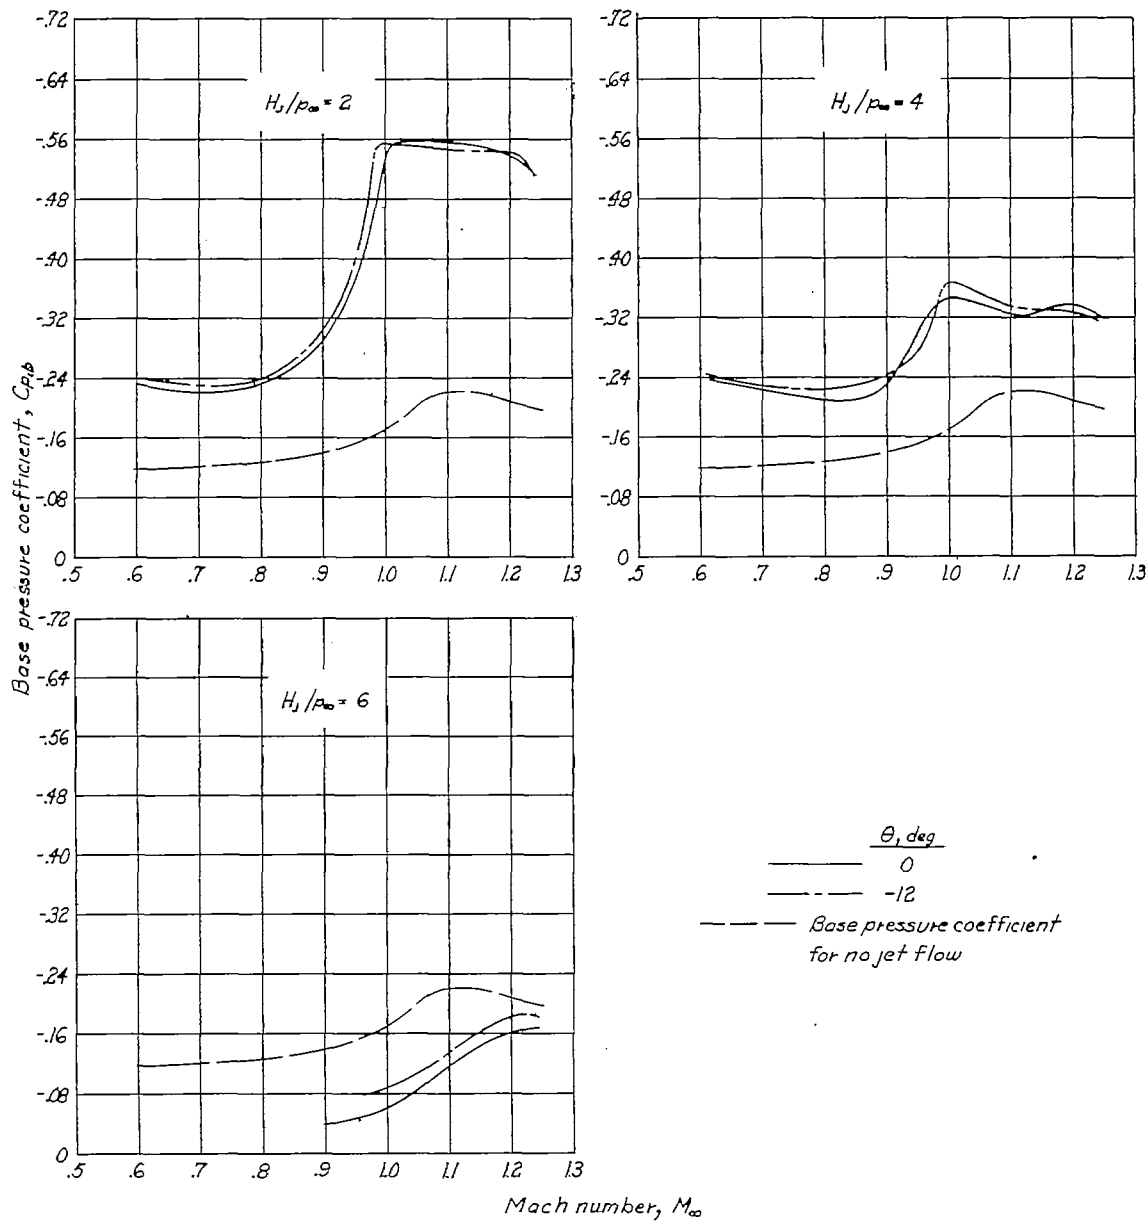 -.72
-.64
-.56
-.48
-.40
-.32
-.24
-.16
-.08
0
.5 .6 .7 .8 .9 1.0 1.1 1.2 1.3
H_J/p_∞ = 2
-.72
-.64
-.56
-.48
-.40
-.32
-.24
-.16
-.08
0
.5 .6 .7 .8 .9 1.0 1.1 1.2 1.3
H_J/p_∞ = 4
Base pressure coefficient, C_p,b
-.72
-.64
-.56
-.48
-.40
-.32
-.24
-.16
-.08
0
.5 .6 .7 .8 .9 1.0 1.1 1.2 1.3
H_J/p_∞ = 6
θ, deg
0
-12
Base pressure coefficient
for no jet flow
Mach number, M_∞